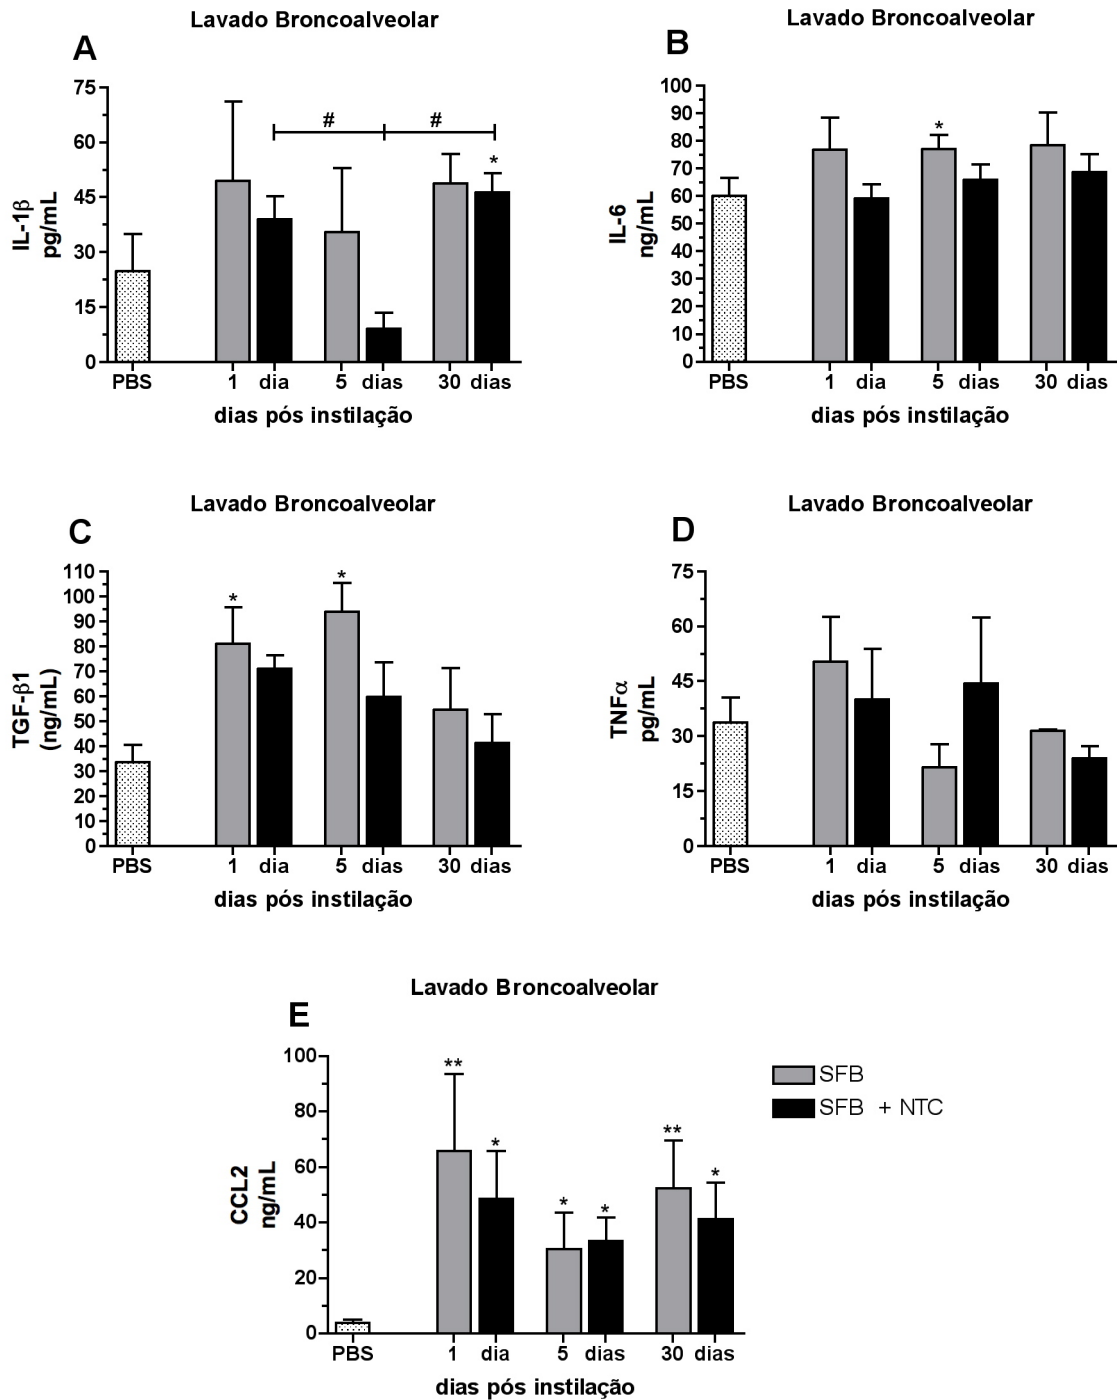 Lavado Broncoalveolar
A
75
60
45
30
15
0
IL-1β
pg/mL
#
#
*
PBS
1 dia
5 dias
30 dias
dias pós instilação
Lavado Broncoalveolar
B
100
90
80
70
60
50
40
30
20
10
0
IL-6
ng/mL
*
PBS
1 dia
5 dias
30 dias
dias pós instilação
Lavado Broncoalveolar
C
110
100
90
80
70
60
50
40
30
20
10
0
TGF-β1
(ng/mL)
*
*
PBS
1 dia
5 dias
30 dias
dias pós instilação
Lavado Broncoalveolar
D
75
60
45
30
15
0
TNFα
pg/mL
PBS
1 dia
5 dias
30 dias
dias pós instilação
Lavado Broncoalveolar
E
100
80
60
40
20
0
CCL2
ng/mL
**
*
*
*
**
*
PBS
1 dia
5 dias
30 dias
dias pós instilação
SFB
SFB + NTC